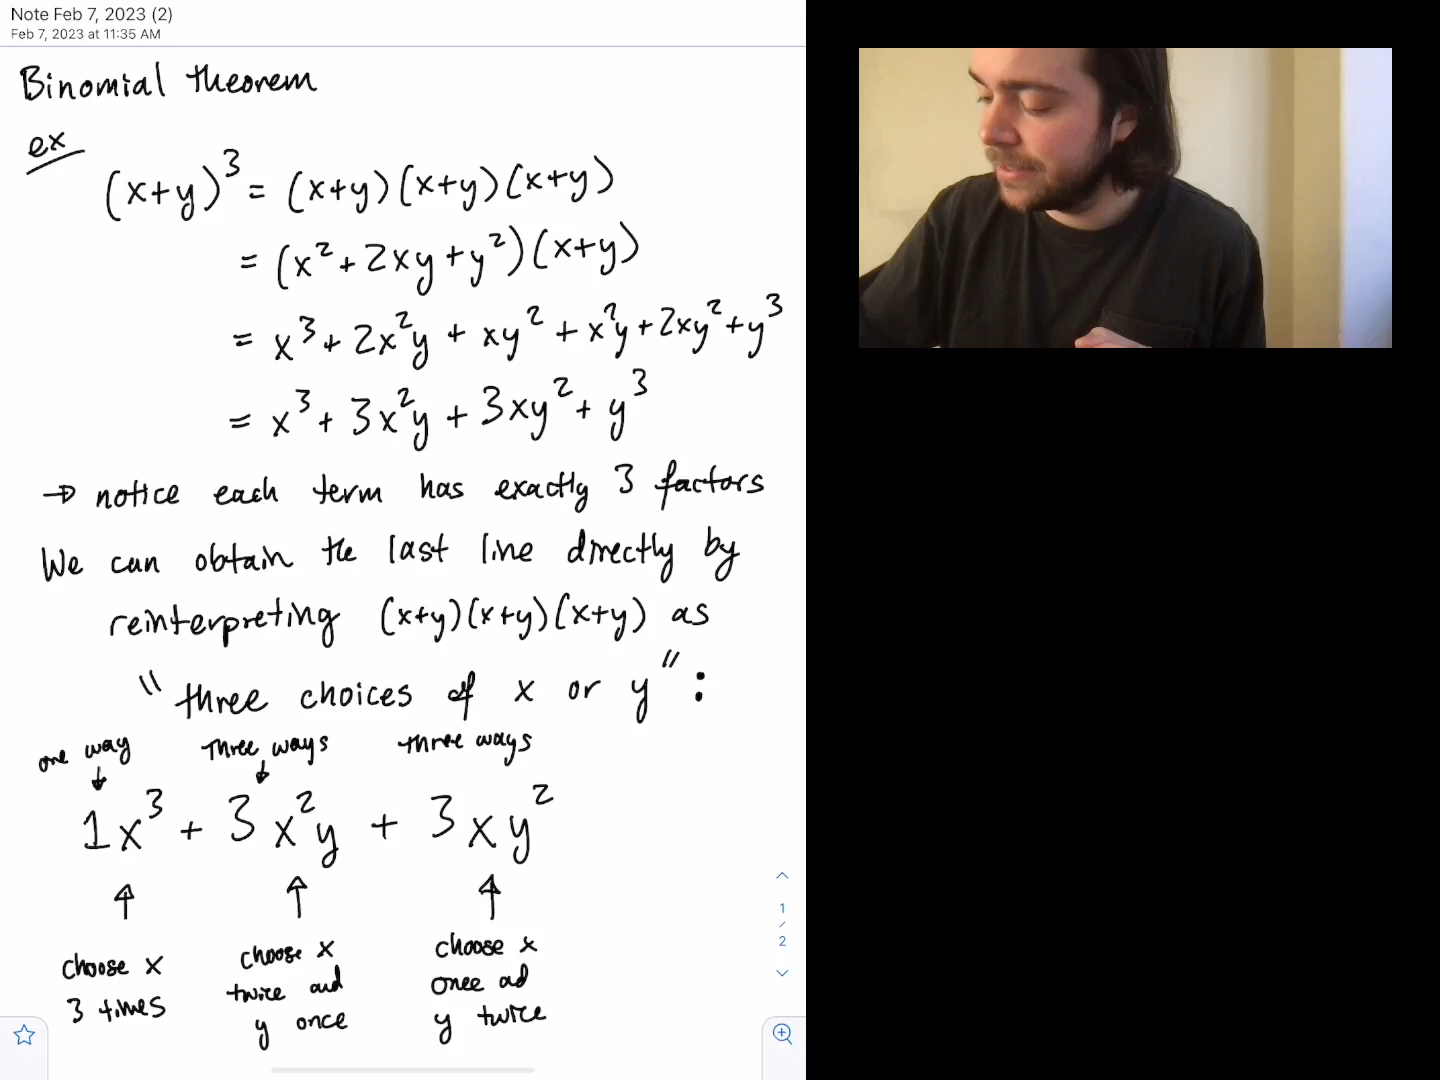 Note Feb 7, 2023 (2)
Feb 7, 2023 at 11:35 AM
Binomial theorem
ex
(x+y)³ = (x+y)(x+y)(x+y)
= (x² + 2xy + y²)(x+y)
= x³ + 2x²y + xy² + x²y + 2xy² + y³
= x³ + 3x²y + 3xy² + y³
→ notice each term has exactly 3 factors
We can obtain the last line directly by
reinterpreting (x+y)(x+y)(x+y) as
"three choices of x or y":
one way three ways three ways
↓ ↓
1x³ + 3x²y + 3xy²
↑ ↑ ↑
choose x choose x choose x
3 times twice and once ad
y once y twice
1
/
2